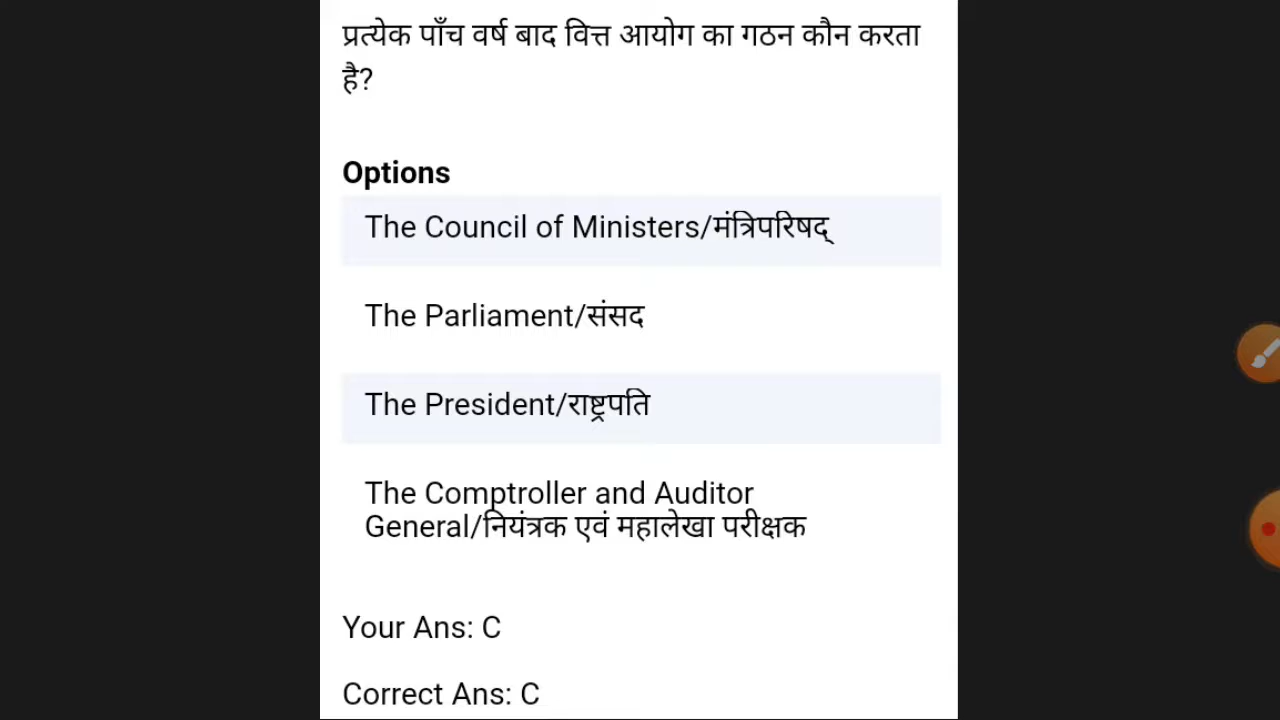 प्रत्येक पाँच वर्ष बाद वित्त आयोग का गठन कौन करता
है?
Options
The Council of Ministers/मंत्रिपरिषद्
The Parliament/संसद
The President/राष्ट्रपति
The Comptroller and Auditor
General/नियंत्रक एवं महालेखा परीक्षक
Your Ans: C
Correct Ans: C